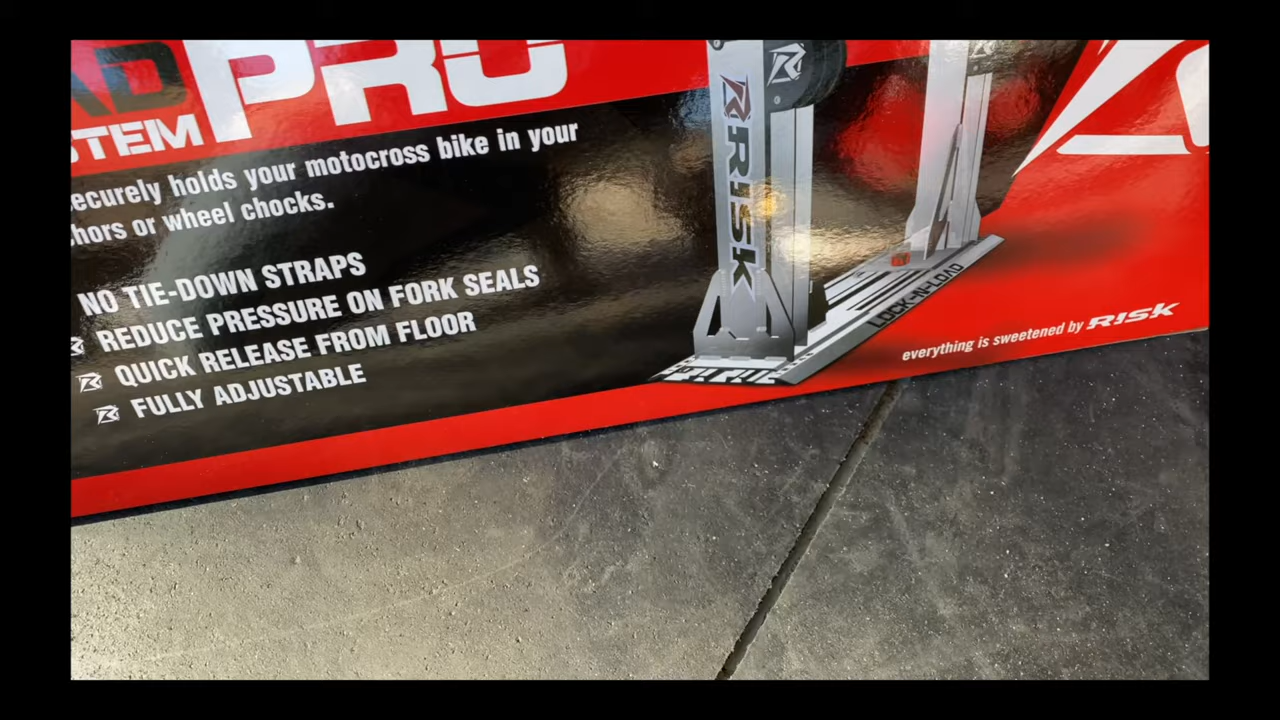 PRO
STEM
securely holds your motocross bike in your
chors or wheel chocks.
NO TIE-DOWN STRAPS
REDUCE PRESSURE ON FORK SEALS
QUICK RELEASE FROM FLOOR
FULLY ADJUSTABLE
RISK
LOCK-N-LOAD
everything is sweetened by RISK